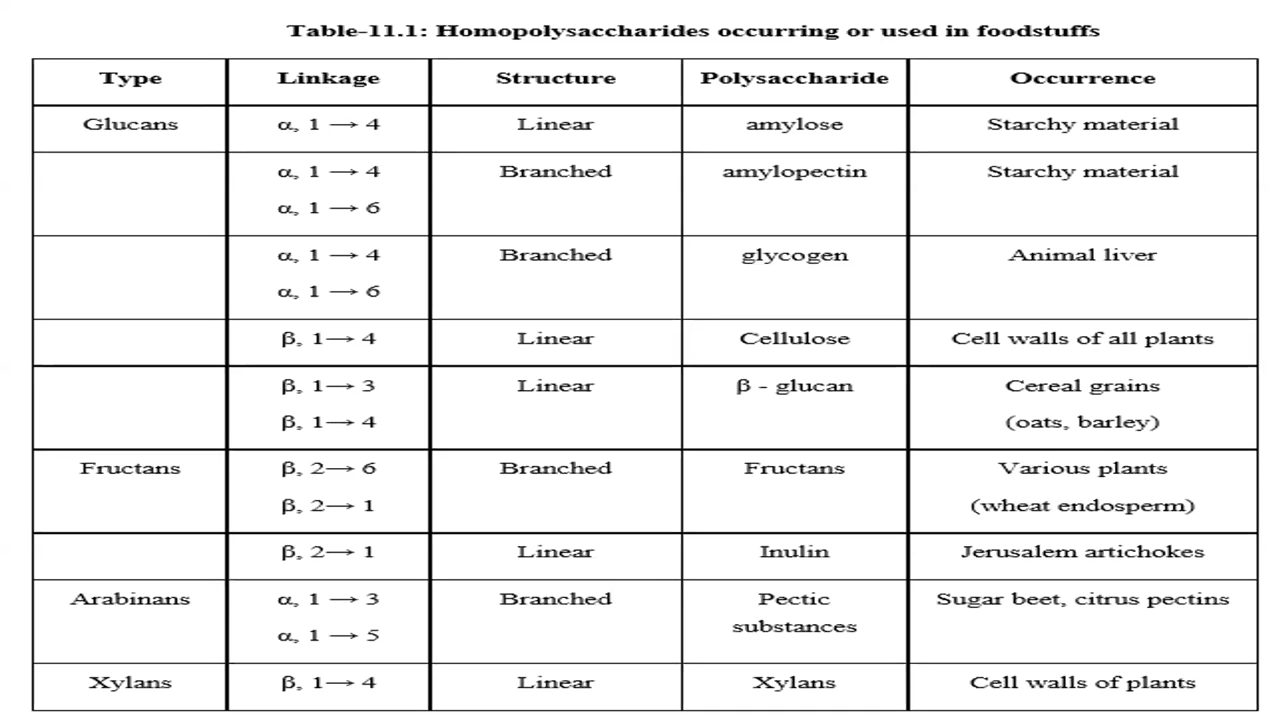 Table-11.1: Homopolysaccharides occurring or used in foodstuffs
Type Linkage Structure Polysaccharide Occurrence
Glucans α, 1 → 4 Linear amylose Starchy material
α, 1 → 4 Branched amylopectin Starchy material
α, 1 → 6
α, 1 → 4 Branched glycogen Animal liver
α, 1 → 6
β, 1→ 4 Linear Cellulose Cell walls of all plants
β, 1→ 3 Linear β - glucan Cereal grains
β, 1→ 4 (oats, barley)
Fructans β, 2→ 6 Branched Fructans Various plants
β, 2→ 1 (wheat endosperm)
β, 2→ 1 Linear Inulin Jerusalem artichokes
Arabinans α, 1 → 3 Branched Pectic Sugar beet, citrus pectins
α, 1 → 5 substances
Xylans β, 1→ 4 Linear Xylans Cell walls of plants